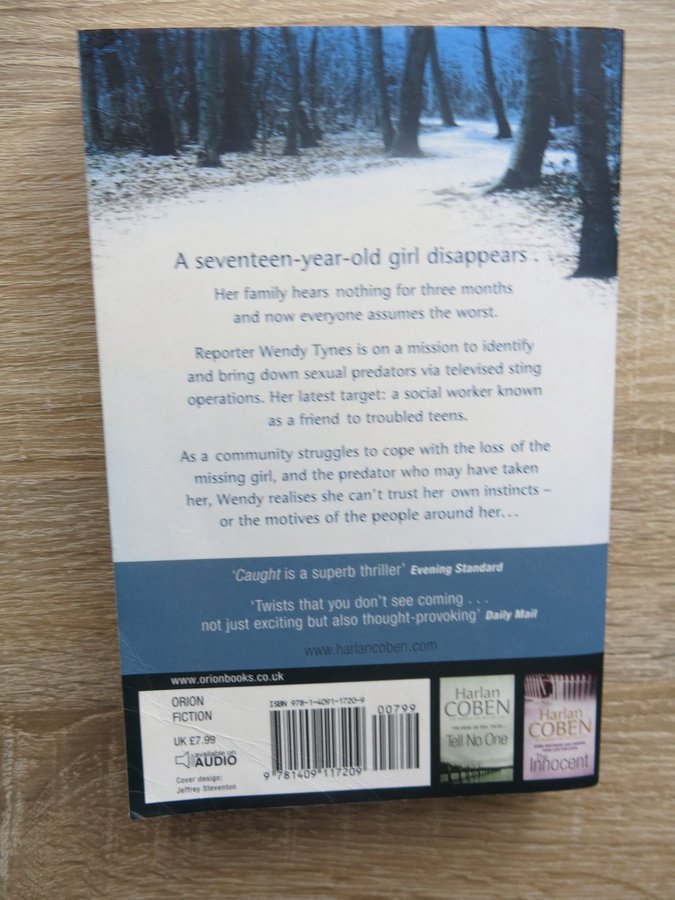 A seventeen-year-old girl disappears . .
Her family hears nothing for three months
and now everyone assumes the worst.
Reporter Wendy Tynes is on a mission to identify
and bring down sexual predators via televised sting
operations. Her latest target: a social worker known
as a friend to troubled teens.
As a community struggles to cope with the loss of the
missing girl, and the predator who may have taken
her, Wendy realises she can't trust her own instincts –
or the motives of the people around her...
'Caught is a superb thriller' Evening Standard
'Twists that you don't see coming . . .
not just exciting but also thought-provoking' Daily Mail
www.harlancoben.com
www.orionbooks.co.uk
ORION
FICTION
UK £7.99
available on
AUDIO
Cover design:
Jeffrey Steventon
ISBN 978-1-4091-1720-9
00799
9 781409 117209
Harlan
COBEN
Tell No One
Harlan
COBEN
The
Innocent